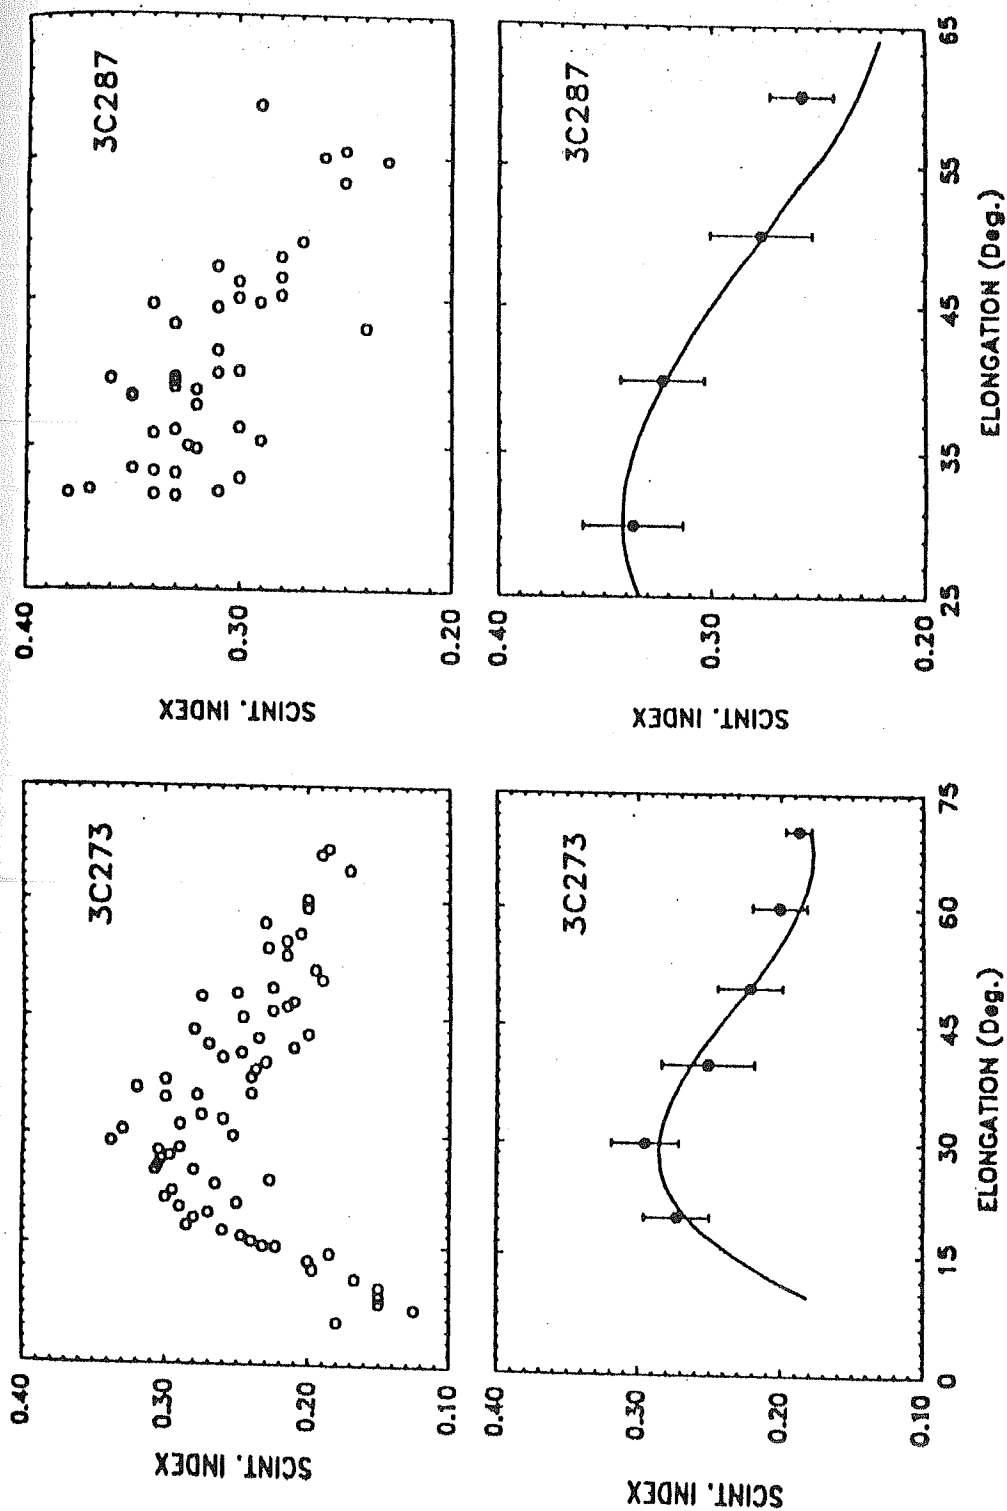 3C273
0.40
0.30
0.20
0.10
SCINT. INDEX
3C287
0.40
0.30
0.20
SCINT. INDEX
3C273
0.40
0.30
0.20
0.10
SCINT. INDEX
0
15
30
45
60
75
ELONGATION (Deg.)
3C287
0.40
0.30
0.20
SCINT. INDEX
25
35
45
55
65
ELONGATION (Deg.)